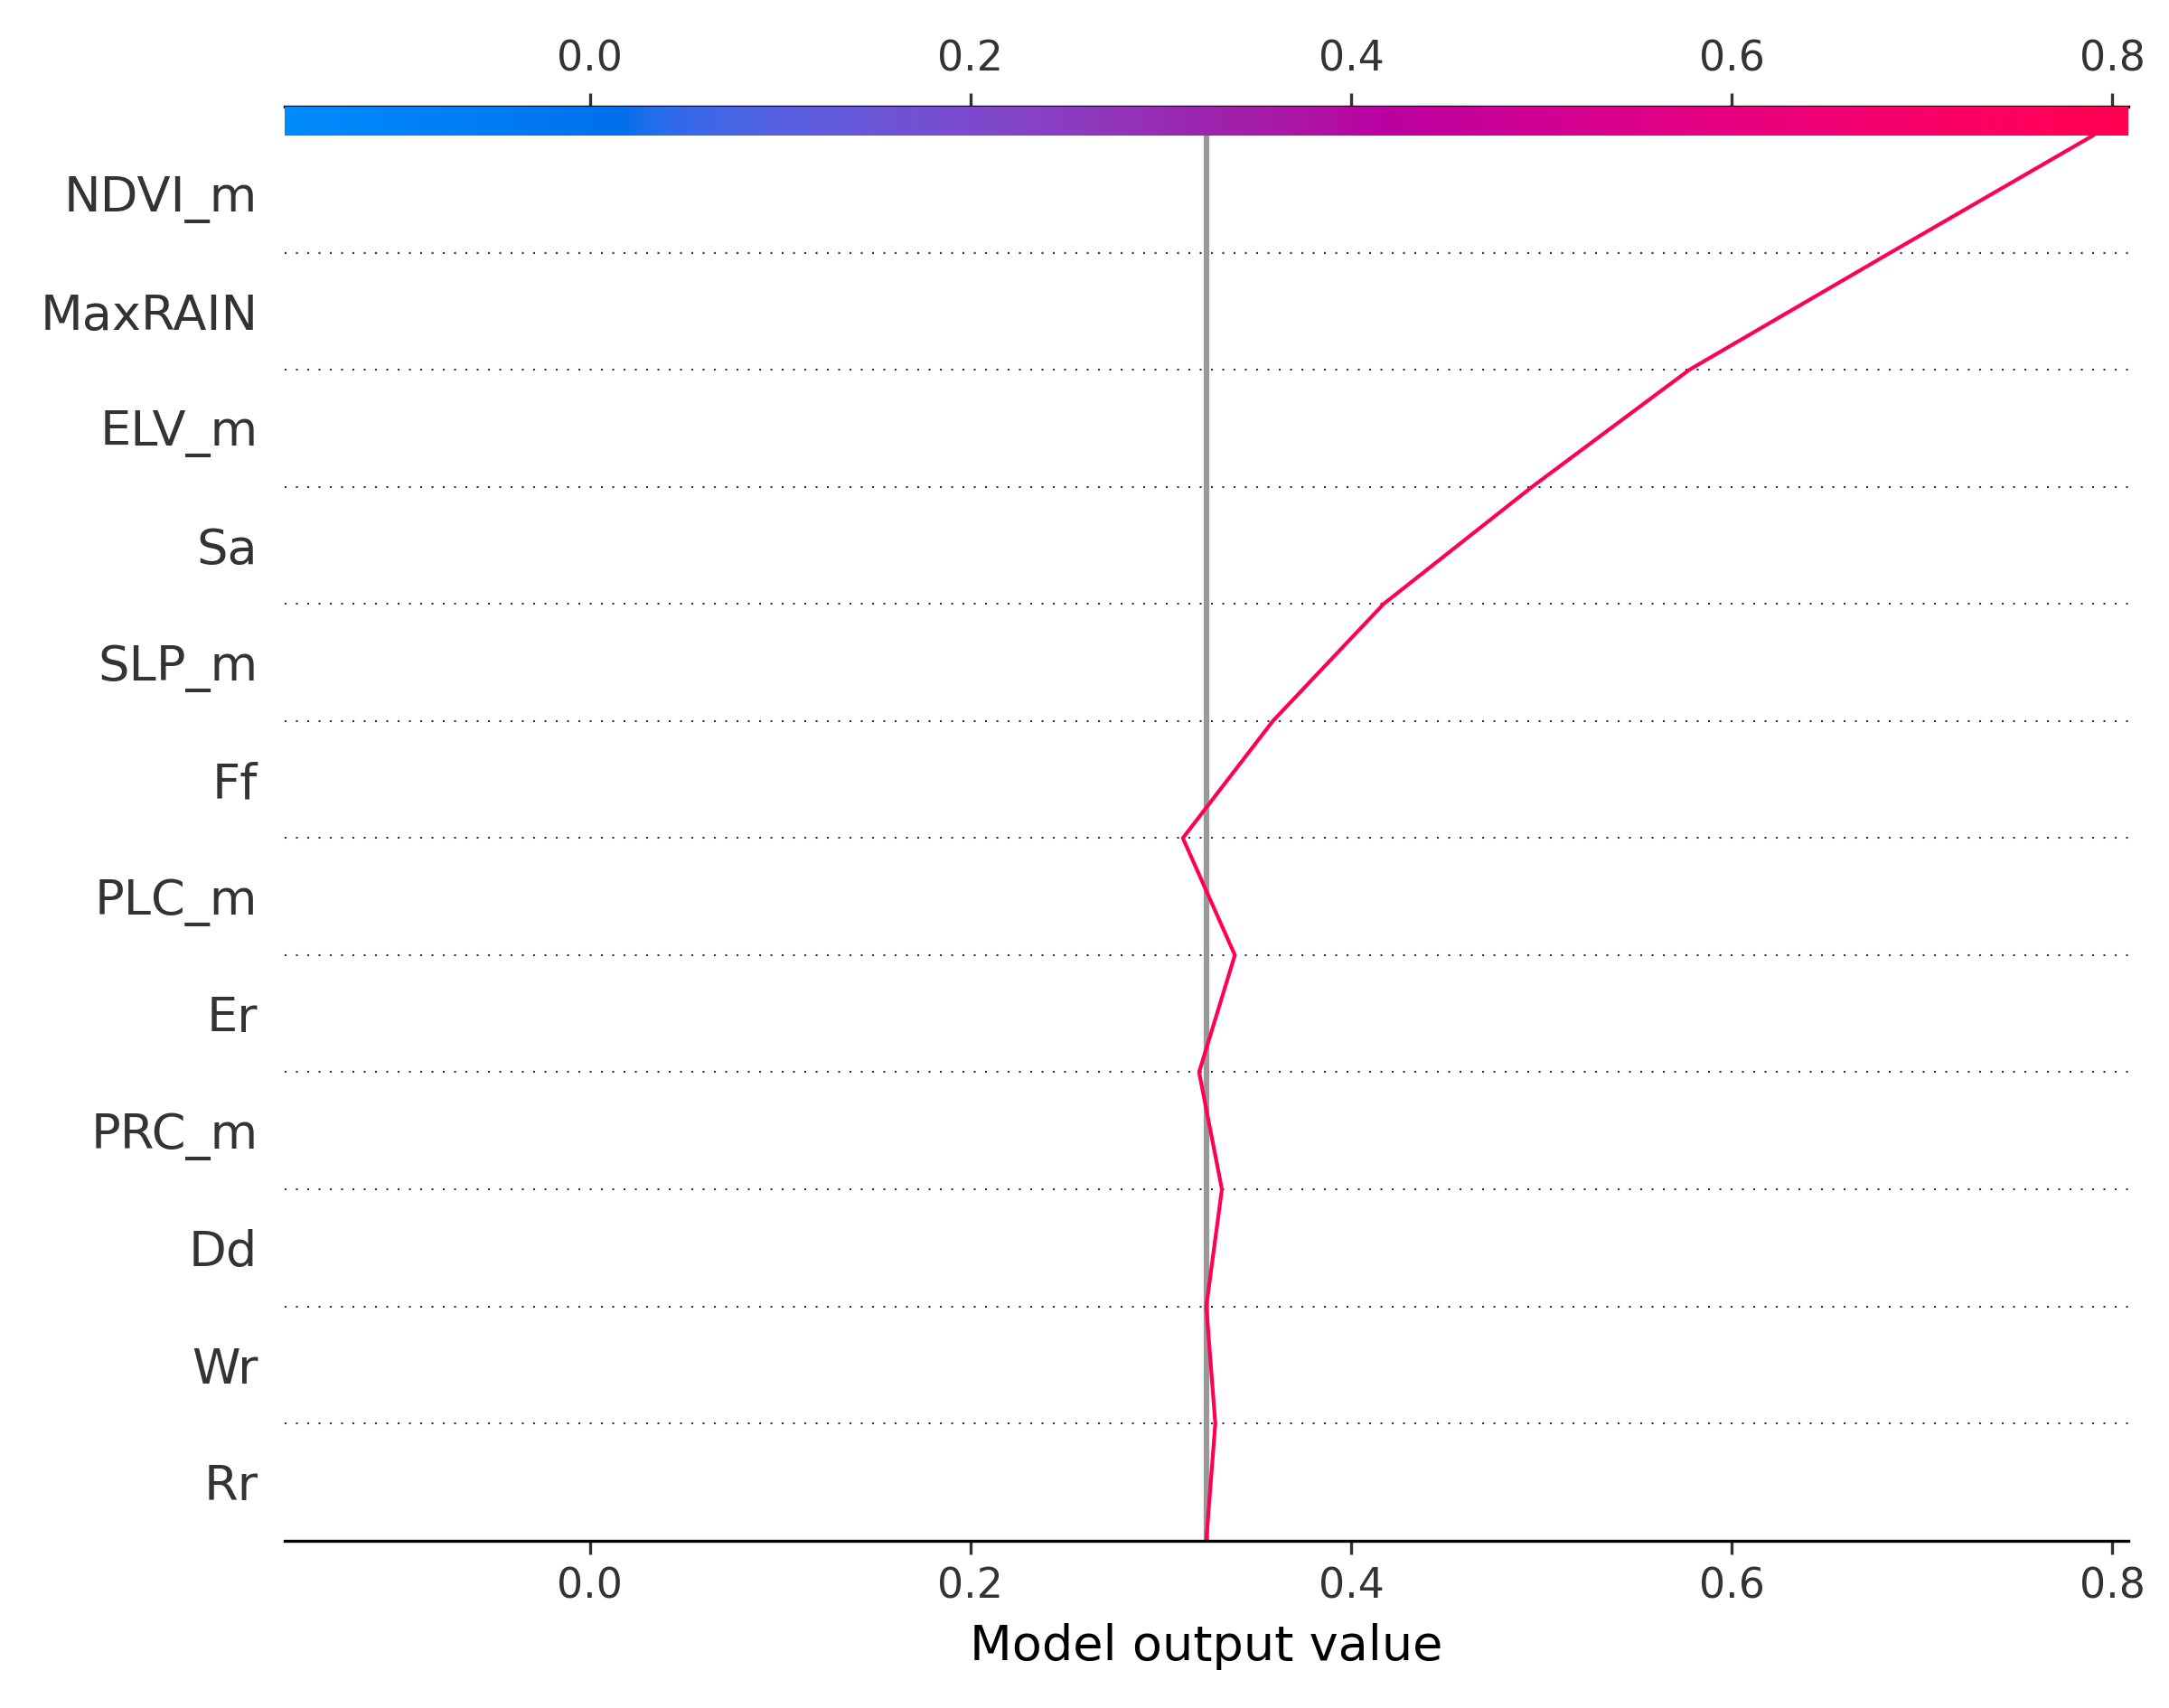 0.0 0.2 0.4 0.6 0.8
NDVI_m
MaxRAIN
ELV_m
Sa
SLP_m
Ff
PLC_m
Er
PRC_m
Dd
Wr
Rr
0.0 0.2 0.4 0.6 0.8
Model output value